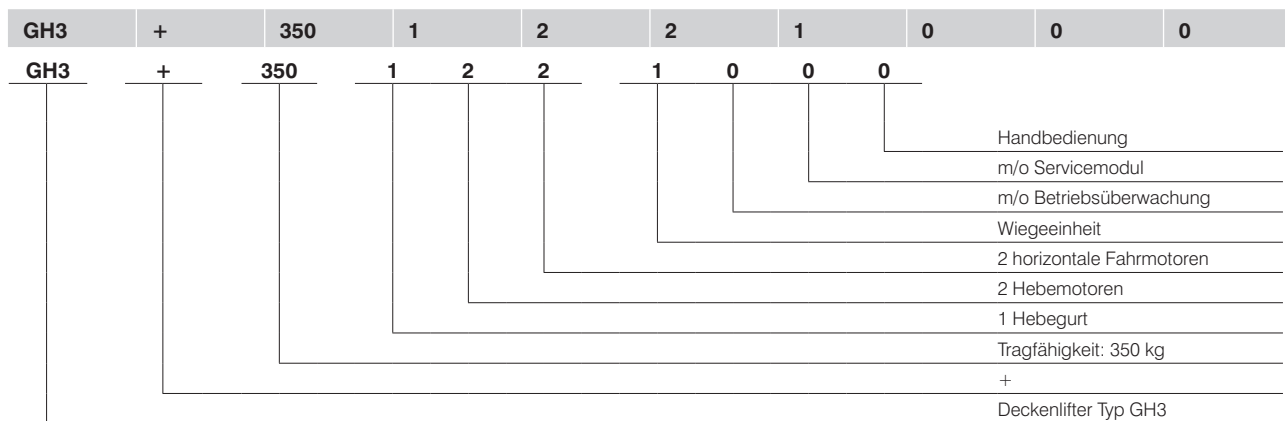 GH3 + 350 1 2 2 1 0 0 0
GH3 + 350 1 2 2 1 0 0 0
Handbedienung
m/o Servicemodul
m/o Betriebsüberwachung
Wiegeeinheit
2 horizontale Fahrmotoren
2 Hebemotoren
1 Hebegurt
Tragfähigkeit: 350 kg
+
Deckenlifter Typ GH3